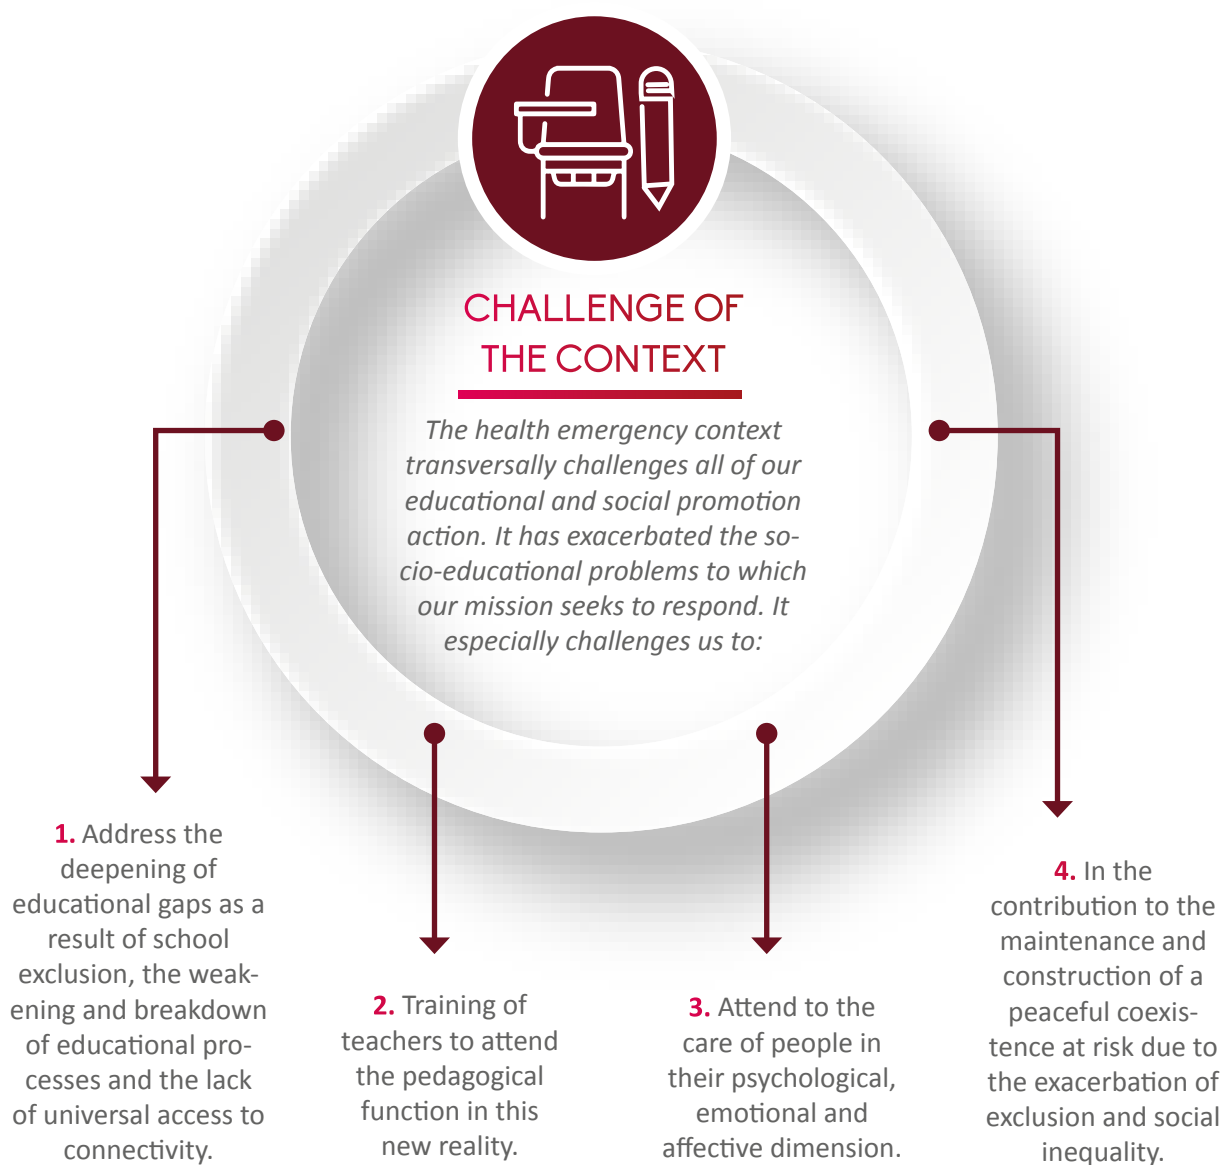 CHALLENGE OF
THE CONTEXT
The health emergency context
transversally challenges all of our
educational and social promotion
action. It has exacerbated the so-
cio-educational problems to which
our mission seeks to respond. It
especially challenges us to:
1. Address the
deepening of
educational gaps as a
result of school
exclusion, the weak-
ening and breakdown
of educational pro-
cesses and the lack
of universal access to
connectivity.
2. Training of
teachers to attend
the pedagogical
function in this
new reality.
3. Attend to the
care of people in
their psychological,
emotional and
affective dimension.
4. In the
contribution to the
maintenance and
construction of a
peaceful coexis-
tence at risk due to
the exacerbation of
exclusion and social
inequality.